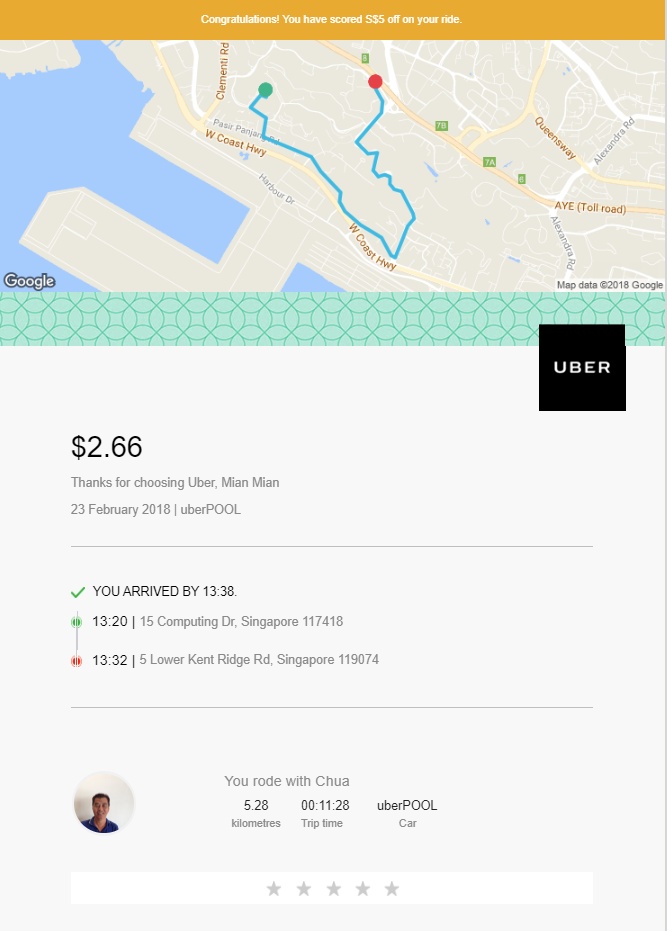 Congratulations! You have scored S$5 off on your ride.
Clementi Rd
8
7B
Pasir Panjang Rd
W Coast Hwy
Queensway
Alexandra Rd
7A
6
Harbour Dr
AYE (Toll road)
W Coast Hwy
Alexandra Rd
Google
Map data ©2018 Google
UBER
$2.66
Thanks for choosing Uber, Mian Mian
23 February 2018 | uberPOOL
YOU ARRIVED BY 13:38.
13:20 | 15 Computing Dr, Singapore 117418
13:32 | 5 Lower Kent Ridge Rd, Singapore 119074
You rode with Chua
5.28 00:11:28 uberPOOL
kilometres Trip time Car